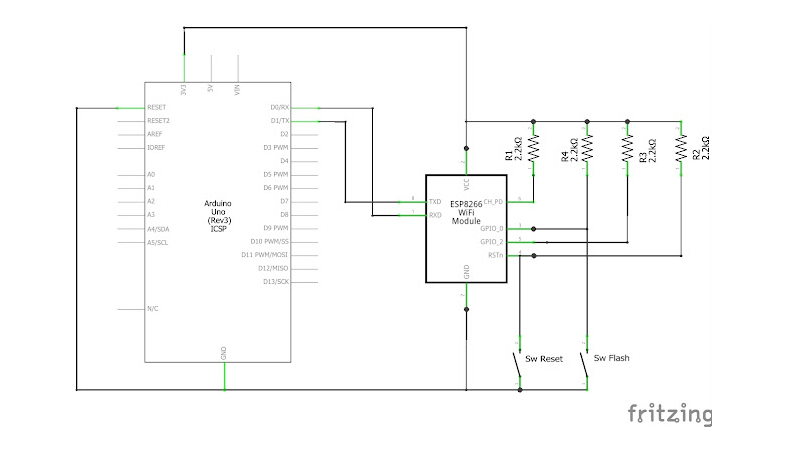 3V3
5V
VIN
RESET
RESET2
AREF
IOREF
A0
A1
A2
A3
A4/SDA
A5/SCL
N/C
D0/RX
D1/TX
D2
D3 PWM
D4
D5 PWM
D6 PWM
D7
D8
D9 PWM
D10 PWM/SS
D11 PWM/MOSI
D12/MISO
D13/SCK
GND
Arduino
Uno
(Rev3)
ICSP
VCC
TXD
RXD
ESP8266
WiFi
Module
CH_PD
GPIO_0
GPIO_2
RSTn
GND
R1
2.2kΩ
R4
2.2kΩ
R3
2.2kΩ
R2
2.2kΩ
Sw Reset
Sw Flash
fritzing